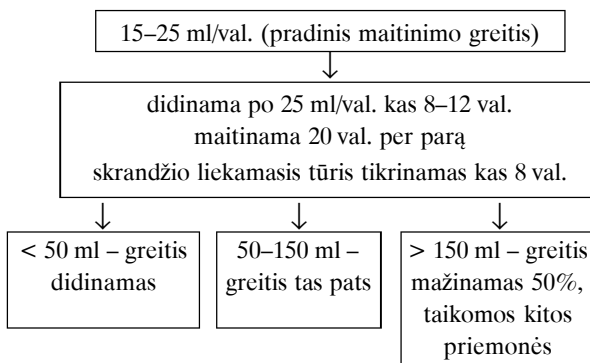 15–25 ml/val. (pradinis maitinimo greitis)
didinama po 25 ml/val. kas 8–12 val.
maitinama 20 val. per parą
skrandžio liekamasis tūris tikrinamas kas 8 val.
< 50 ml – greitis
didinamas
50–150 ml –
greitis tas pats
> 150 ml – greitis
mažinamas 50%,
taikomos kitos
priemonės